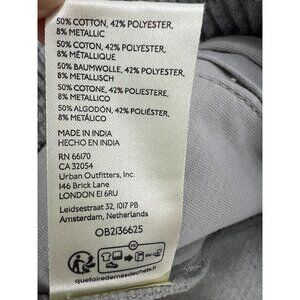 50% COTTON, 42% POLYESTER,
8% METALLIC
50% COTON, 42% POLYESTER,
8% MÉTALLIQUE
50% BAUMWOLLE, 42% POLYESTER,
8% METALLISCH
50% COTONE, 42% POLIESTERE,
8% METALLICO
50% ALGODÓN, 42% POLIÉSTER,
8% METÁLICO
MADE IN INDIA
HECHO EN INDIA
RN 66170
CA 32054
Urban Outfitters, Inc.
146 Brick Lane
LONDON E1 6RU
Leidsestraat 32, 1017 PB
Amsterdam, Netherlands
OB2136625
FR
quefairedemesdechets.fr